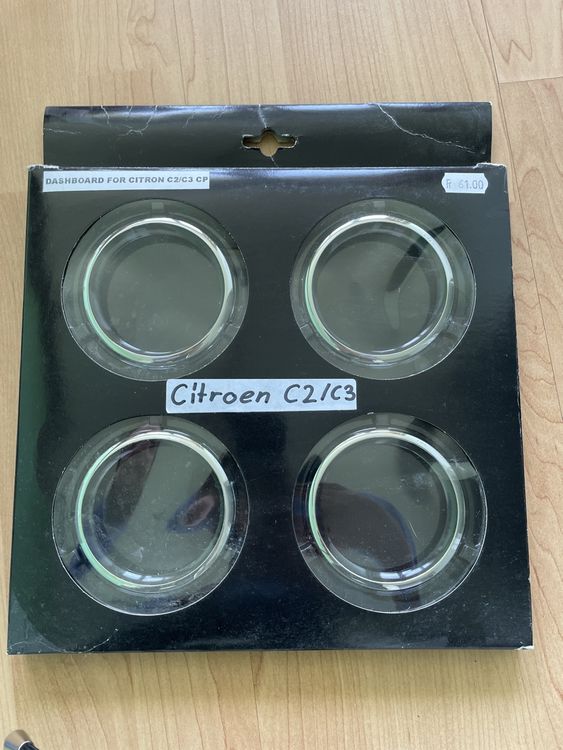 DASHBOARD FOR CITRON C2/C3 CP
fr. 61.00
Citroen C2/C3